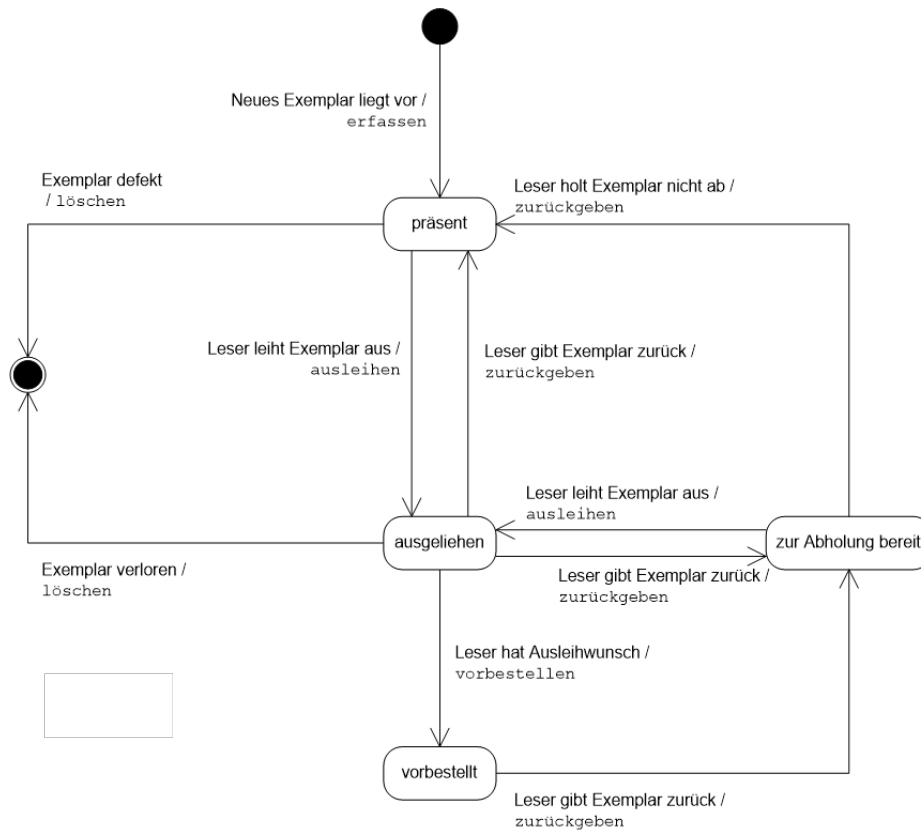 Neues Exemplar liegt vor /
erfassen
Exemplar defekt
/ löschen
Leser holt Exemplar nicht ab /
zurückgeben
präsent
Leser leiht Exemplar aus /
ausleihen
Leser gibt Exemplar zurück /
zurückgeben
Leser leiht Exemplar aus /
ausleihen
ausgeliehen
zur Abholung bereit
Exemplar verloren /
löschen
Leser gibt Exemplar zurück /
zurückgeben
Leser hat Ausleihwunsch /
vorbestellen
vorbestellt
Leser gibt Exemplar zurück /
zurückgeben